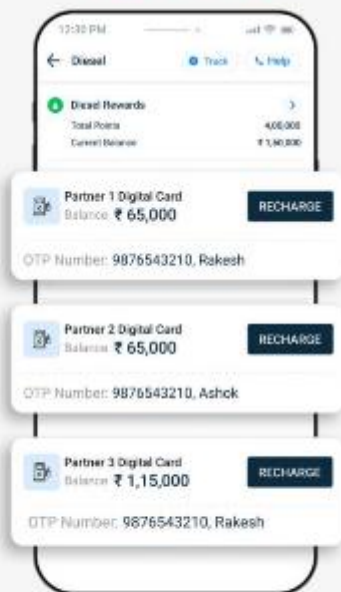 12:30 PM
Diesel Track Help
Diesel Rewards
Total Points 4,00,000
Current Balance ₹ 1,60,000
Partner 1 Digital Card
Balance ₹ 65,000
RECHARGE
OTP Number: 9876543210, Rakesh
Partner 2 Digital Card
Balance ₹ 65,000
RECHARGE
OTP Number: 9876543210, Ashok
Partner 3 Digital Card
Balance ₹ 1,15,000
RECHARGE
OTP Number: 9876543210, Rakesh